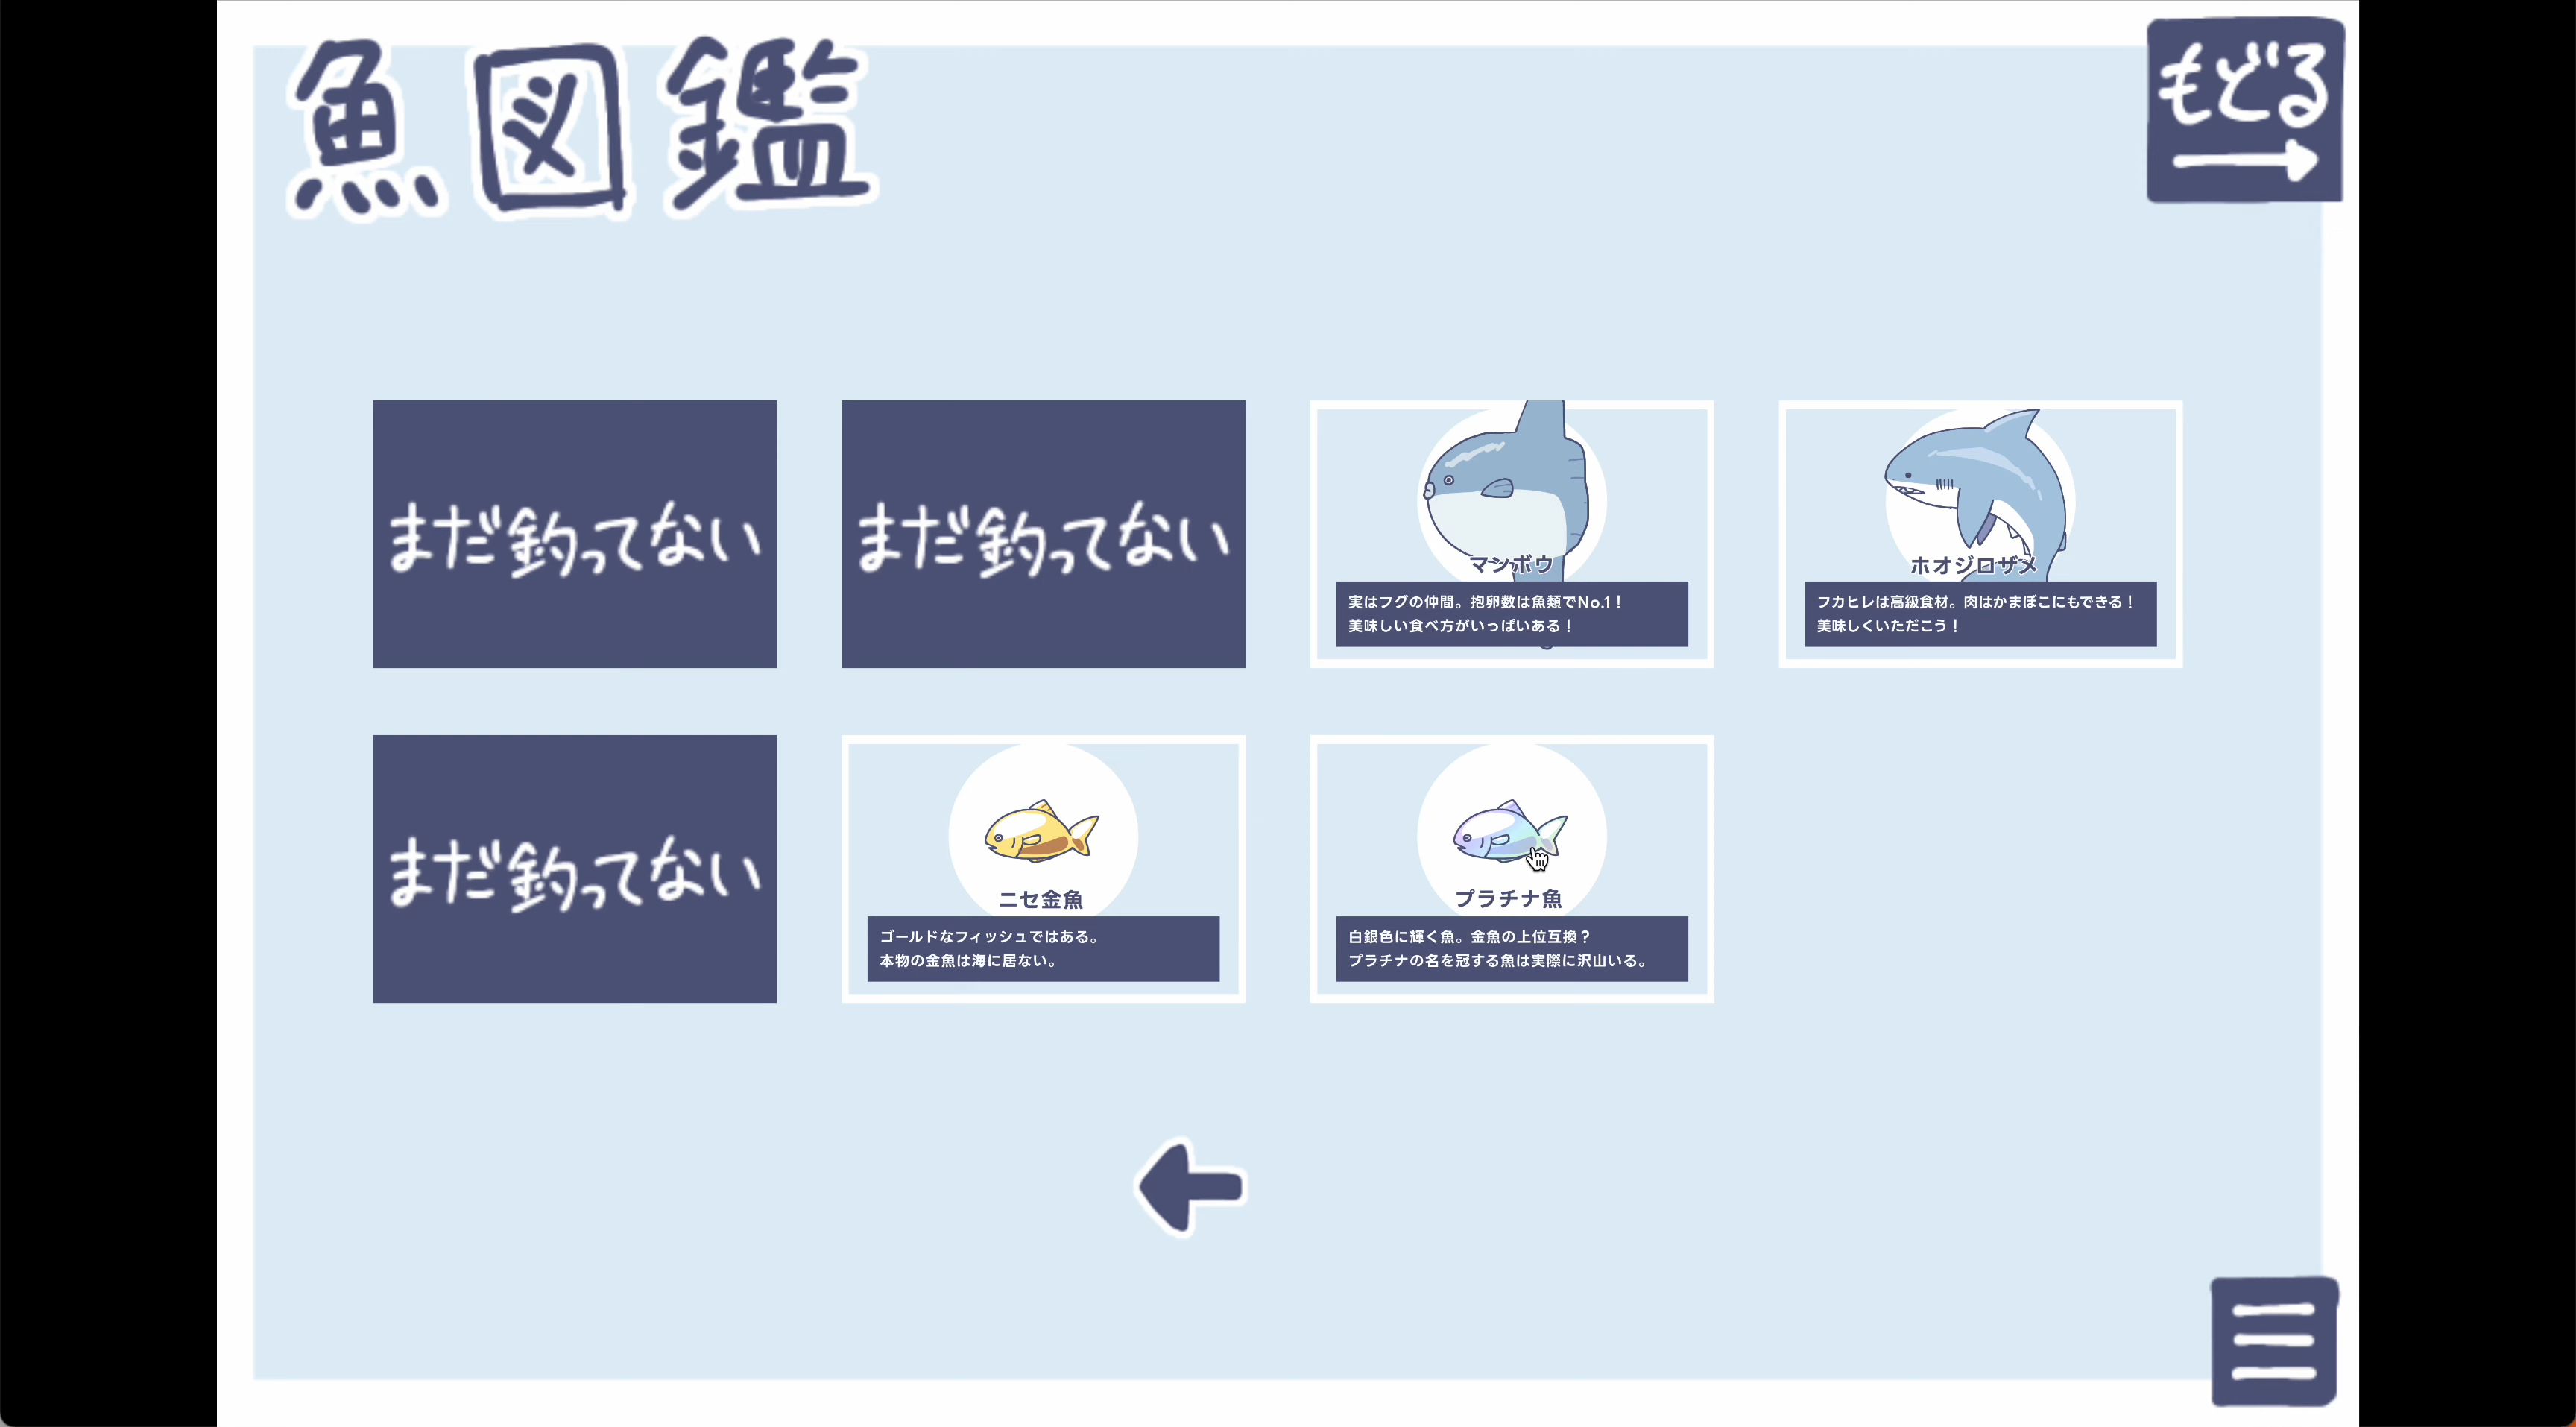 魚図鑑
もどる
まだ釣ってない
まだ釣ってない
マンボウ
実はフグの仲間。抱卵数は魚類でNo.1！
美味しい食べ方がいっぱいある！
ホオジロザメ
フカヒレは高級食材。肉はかまぼこにもできる！
美味しくいただこう！
まだ釣ってない
ニセ金魚
ゴールドなフィッシュではある。
本物の金魚は海に居ない。
プラチナ魚
白銀色に輝く魚。金魚の上位互換？
プラチナの名を冠する魚は実際に沢山いる。